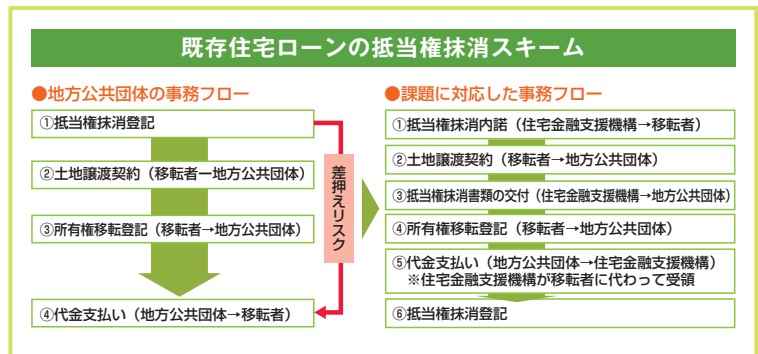 既存住宅ローンの抵当権抹消スキーム
●地方公共団体の事務フロー
①抵当権抹消登記
②土地譲渡契約（移転者ー地方公共団体）
③所有権移転登記（移転者→地方公共団体）
④代金支払い（地方公共団体→移転者）
差押えリスク
●課題に対応した事務フロー
①抵当権抹消内諾（住宅金融支援機構→移転者）
②土地譲渡契約（移転者→地方公共団体）
③抵当権抹消書類の交付（住宅金融支援機構→地方公共団体）
④所有権移転登記（移転者→地方公共団体）
⑤代金支払い（地方公共団体→住宅金融支援機構）
※住宅金融支援機構が移転者に代わって受領
⑥抵当権抹消登記